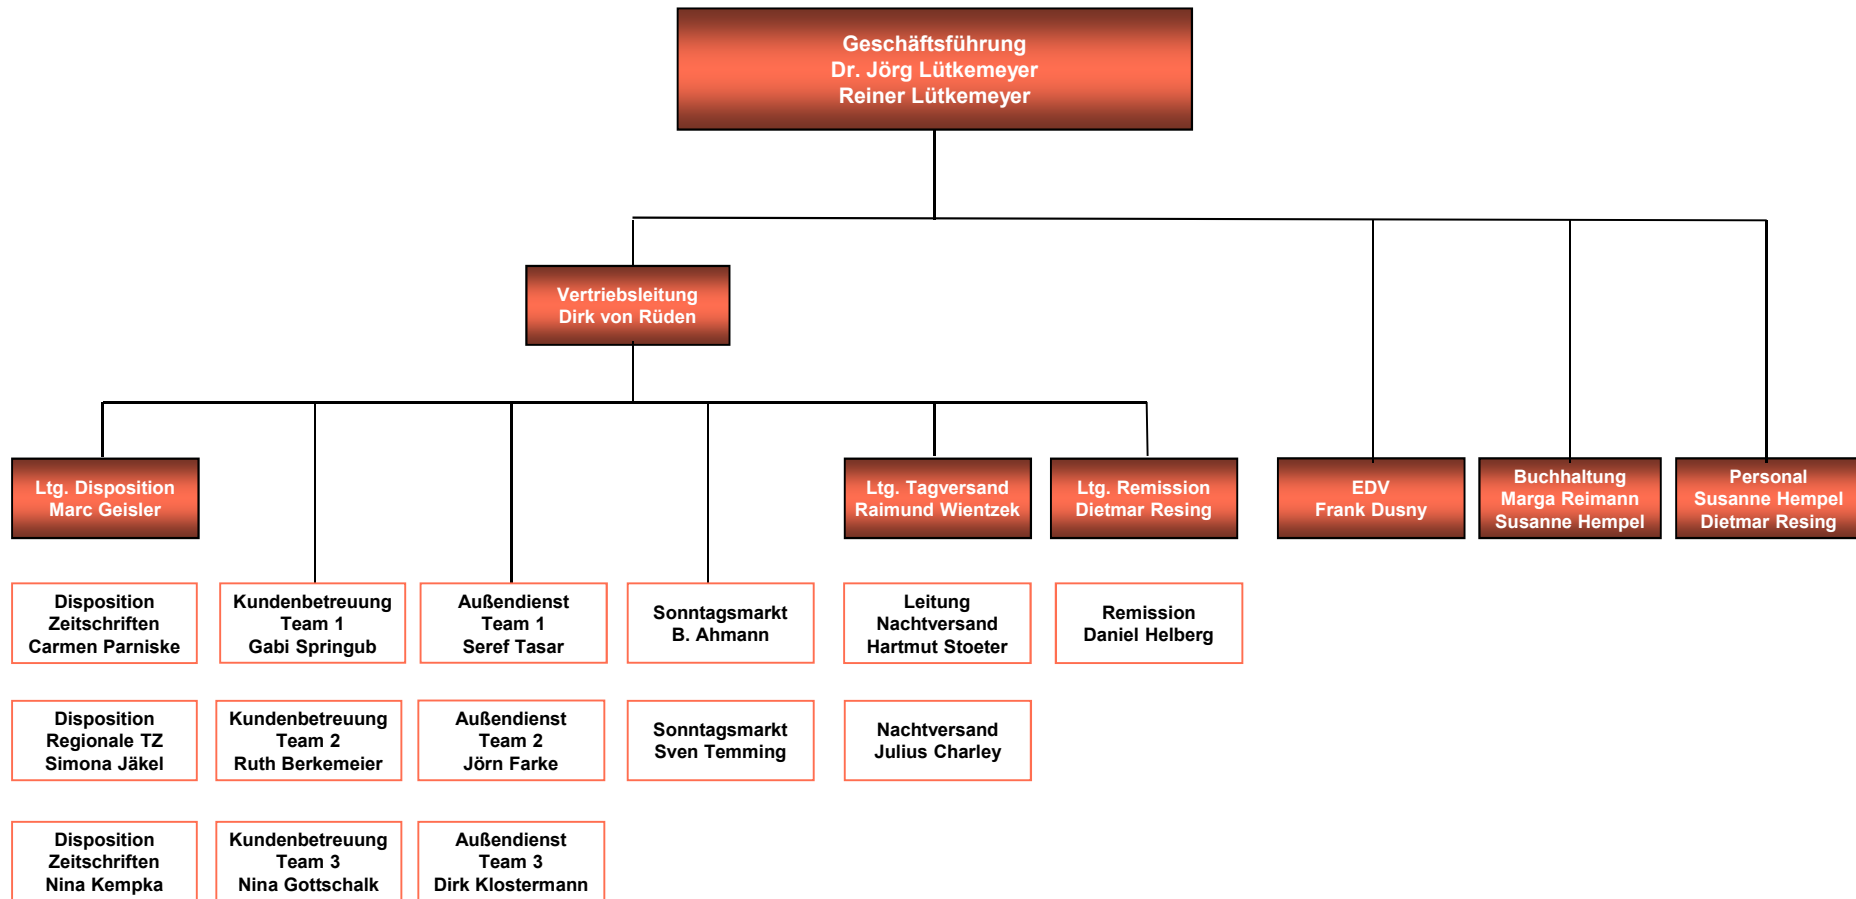 Geschäftsführung
Dr. Jörg Lütkemeyer
Reiner Lütkemeyer
Vertriebsleitung
Dirk von Rüden
Ltg. Disposition
Marc Geisler
Ltg. Tagversand
Raimund Wientzek
Ltg. Remission
Dietmar Resing
EDV
Frank Dusny
Buchhaltung
Marga Reimann
Susanne Hempel
Personal
Susanne Hempel
Dietmar Resing
Disposition
Zeitschriften
Carmen Parniske
Kundenbetreuung
Team 1
Gabi Springub
Außendienst
Team 1
Seref Tasar
Sonntagsmarkt
B. Ahmann
Leitung
Nachtversand
Hartmut Stoeter
Remission
Daniel Helberg
Disposition
Regionale TZ
Simona Jäkel
Kundenbetreuung
Team 2
Ruth Berkemeier
Außendienst
Team 2
Jörn Farke
Sonntagsmarkt
Sven Temming
Nachtversand
Julius Charley
Disposition
Zeitschriften
Nina Kempka
Kundenbetreuung
Team 3
Nina Gottschalk
Außendienst
Team 3
Dirk Klostermann